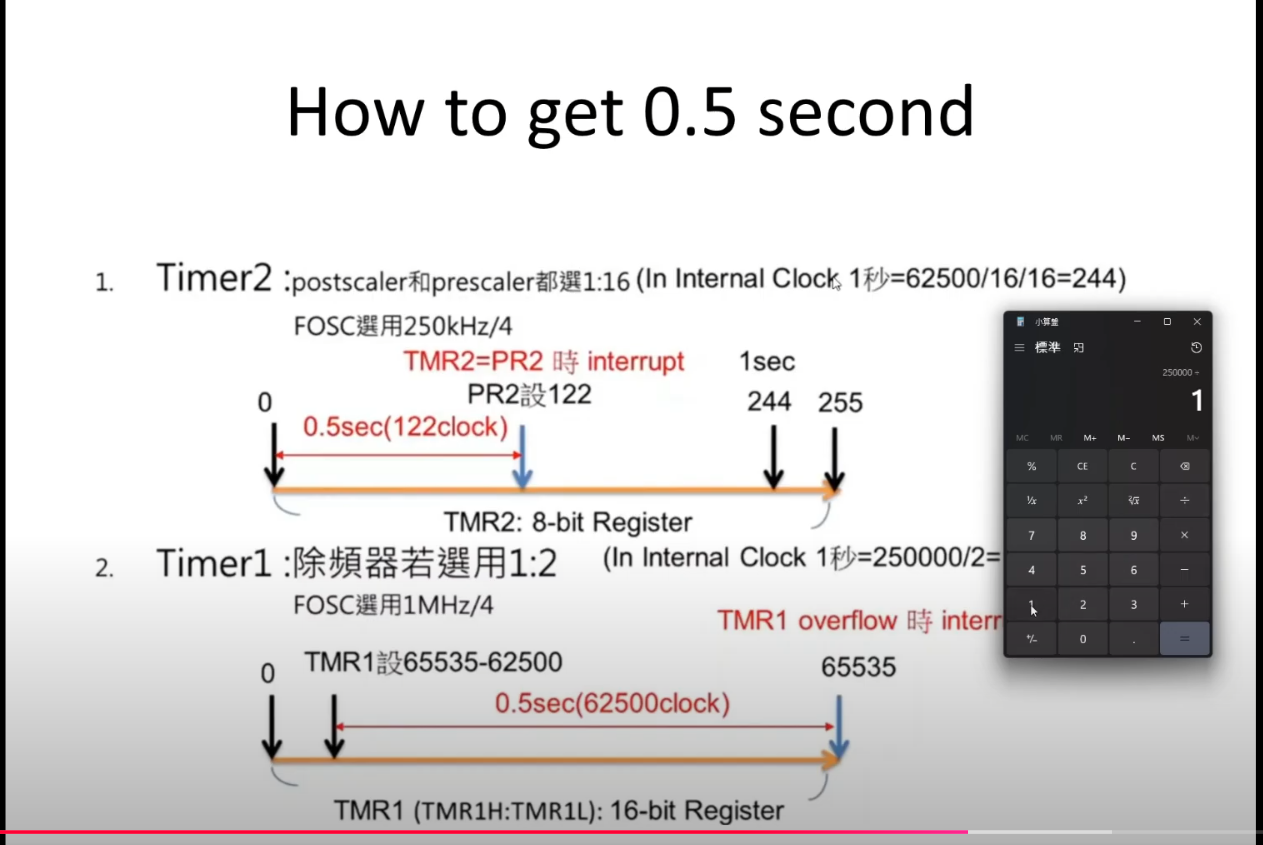 How to get 0.5 second
1. Timer2 :postscaler和prescaler都選1:16 (In Internal Clock 1秒=62500/16/16=244)
FOSC選用250kHz/4
TMR2=PR2 時 interrupt
1sec
0
PR2設122
244
255
0.5sec(122clock)
TMR2: 8-bit Register
2. Timer1 :除頻器若選用1:2 (In Internal Clock 1秒=250000/2=
FOSC選用1MHz/4
TMR1 overflow 時 interr
0
TMR1設65535-62500
65535
0.5sec(62500clock)
TMR1 (TMR1H:TMR1L): 16-bit Register
小算盤
標準
250000 ÷
1
MC MR M+ M− MS M˅
% CE C
⅟x x² ²√x ÷
7 8 9 ×
4 5 6 −
1 2 3 +
+/− 0 . =